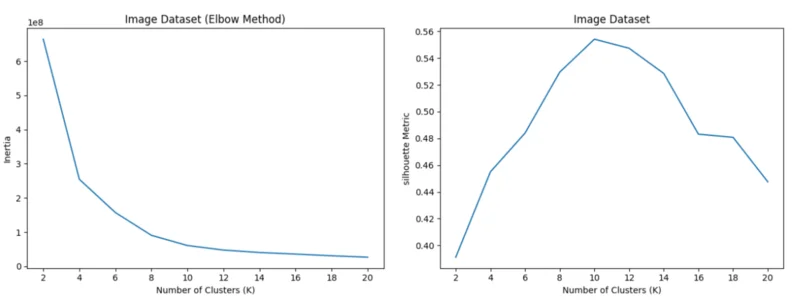 Image Dataset (Elbow Method)
1e8
6
5
4
3
2
1
0
Inertia
2 4 6 8 10 12 14 16 18 20
Number of Clusters (K)
Image Dataset
0.56
0.54
0.52
0.50
0.48
0.46
0.44
0.42
0.40
silhouette Metric
2 4 6 8 10 12 14 16 18 20
Number of Clusters (K)